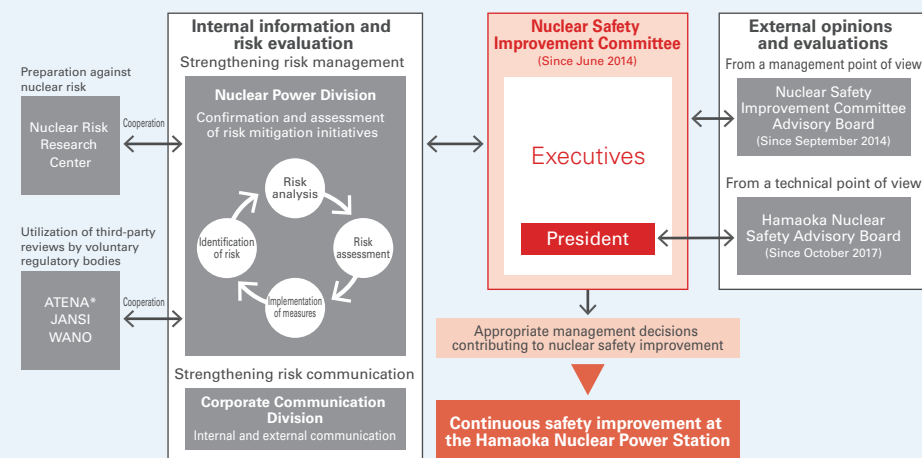 Preparation against
nuclear risk
Nuclear Risk
Research
Center
Cooperation
Utilization of third-party
reviews by voluntary
regulatory bodies
ATENA*
JANSI
WANO
Cooperation
Internal information and
risk evaluation
Strengthening risk management
Nuclear Power Division
Confirmation and assessment
of risk mitigation initiatives
Risk
analysis
Risk
assessment
Implementation
of measures
Identification
of risk
Strengthening risk communication
Corporate Communication
Division
Internal and external communication
Nuclear Safety
Improvement Committee
(Since June 2014)
Executives
President
Appropriate management decisions
contributing to nuclear safety improvement
Continuous safety improvement at
the Hamaoka Nuclear Power Station
External opinions
and evaluations
From a management point of view
Nuclear Safety
Improvement Committee
Advisory Board
(Since September 2014)
From a technical point of view
Hamaoka Nuclear
Safety Advisory Board
(Since October 2017)